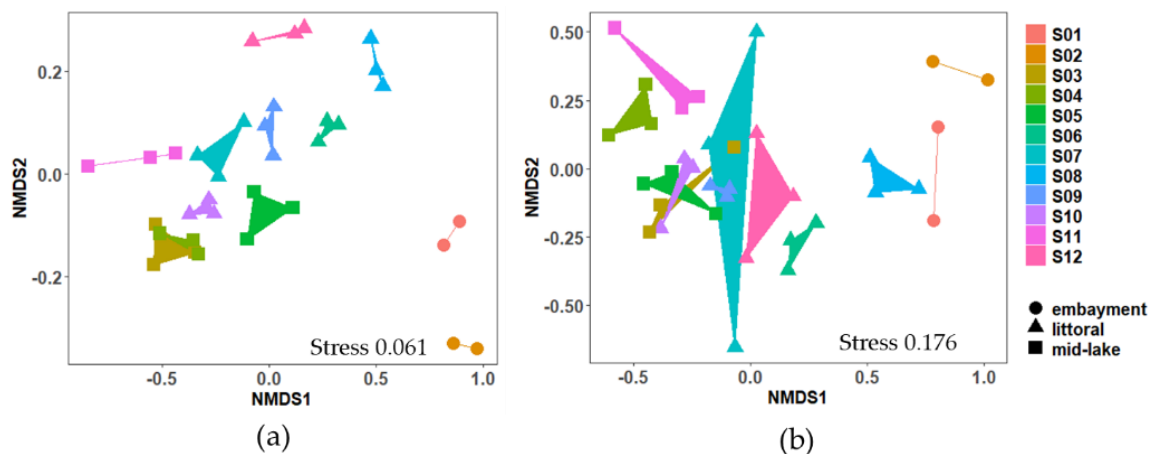 0.2
0.0
-0.2
NMDS2
-0.5
0.0
0.5
1.0
NMDS1
Stress 0.061
(a)
0.50
0.25
0.00
-0.25
-0.50
NMDS2
-0.5
0.0
0.5
1.0
NMDS1
Stress 0.176
(b)
S01
S02
S03
S04
S05
S06
S07
S08
S09
S10
S11
S12
embayment
littoral
mid-lake